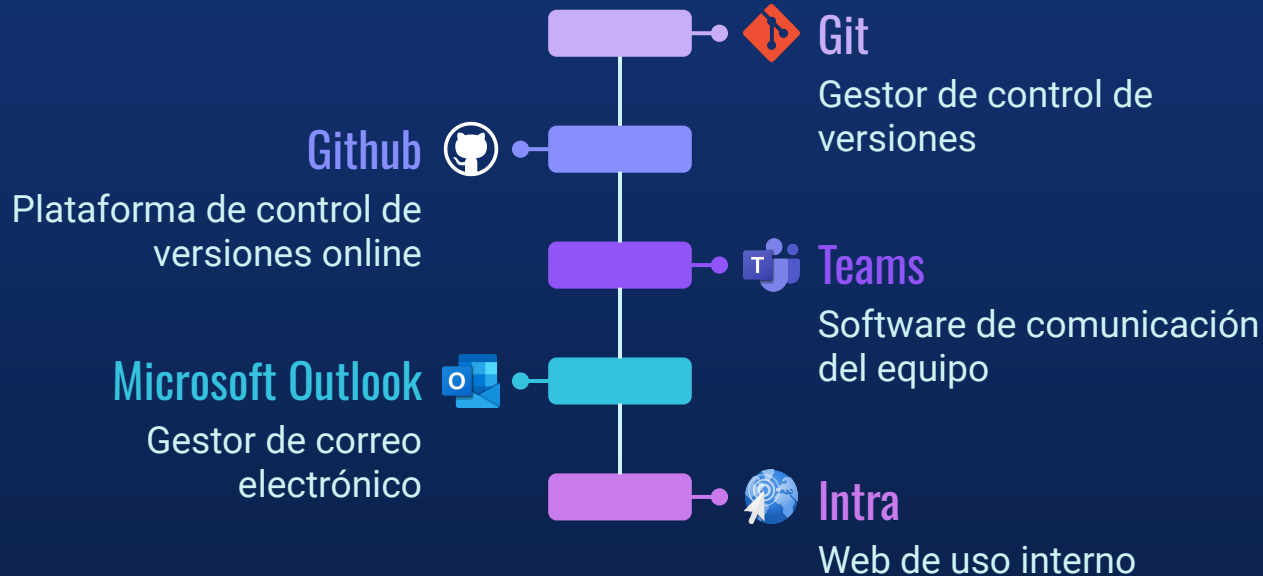 Git
Gestor de control de
versiones
Github
Plataforma de control de
versiones online
T
Teams
Software de comunicación
del equipo
Microsoft Outlook
O
Gestor de correo
electrónico
Intra
Web de uso interno